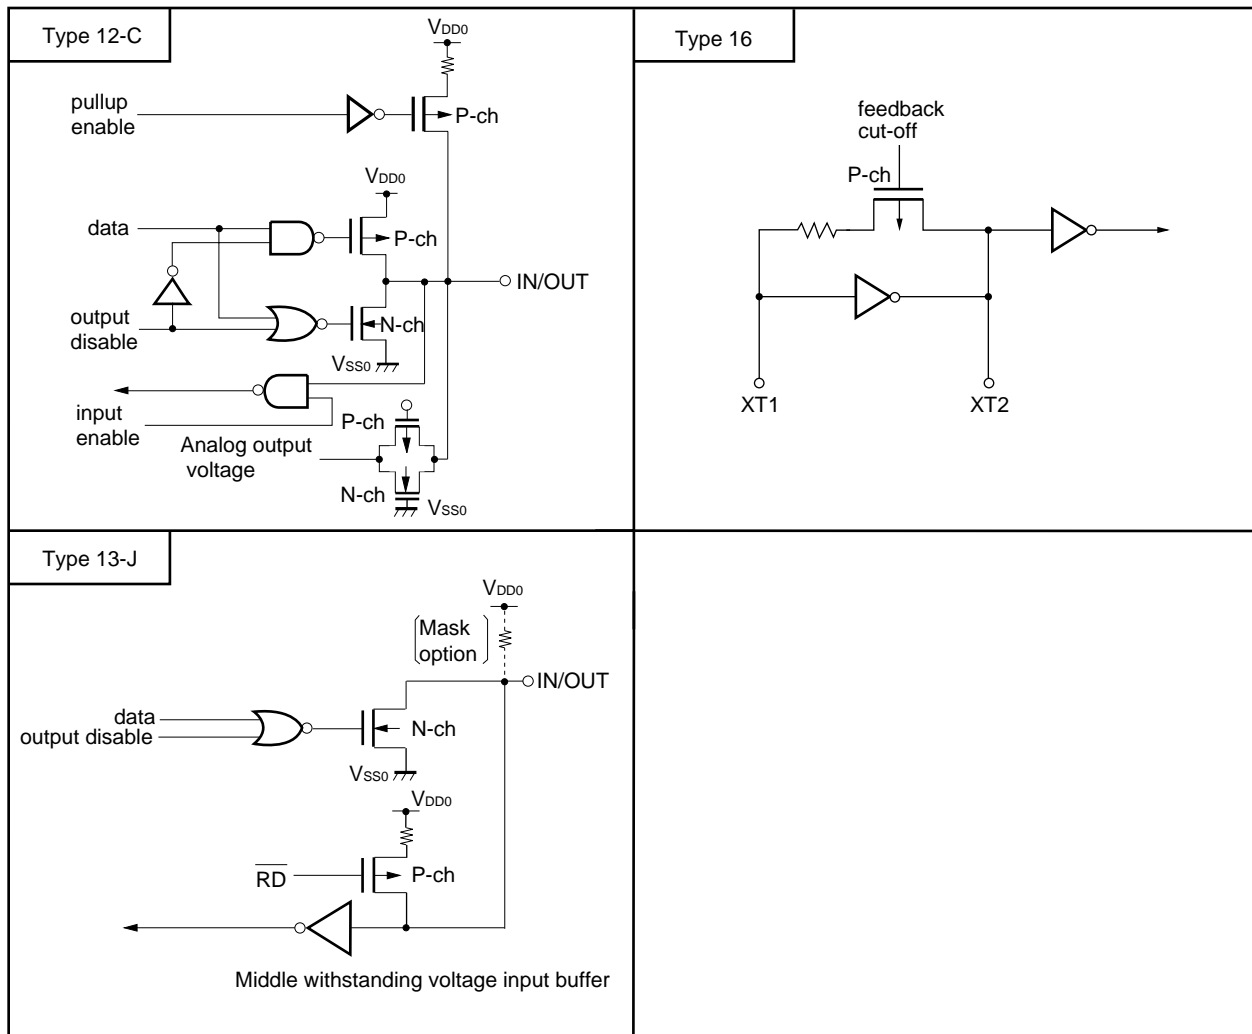 Type 12-C
VDD0
pullup
enable
P-ch
VDD0
data
P-ch
IN/OUT
output
disable
N-ch
VSS0
input
enable
P-ch
Analog output
voltage
N-ch
VSS0
Type 16
feedback
cut-off
P-ch
XT1
XT2
Type 13-J
VDD0
Mask
option
IN/OUT
data
output disable
N-ch
VSS0
VDD0
RD
P-ch
Middle withstanding voltage input buffer